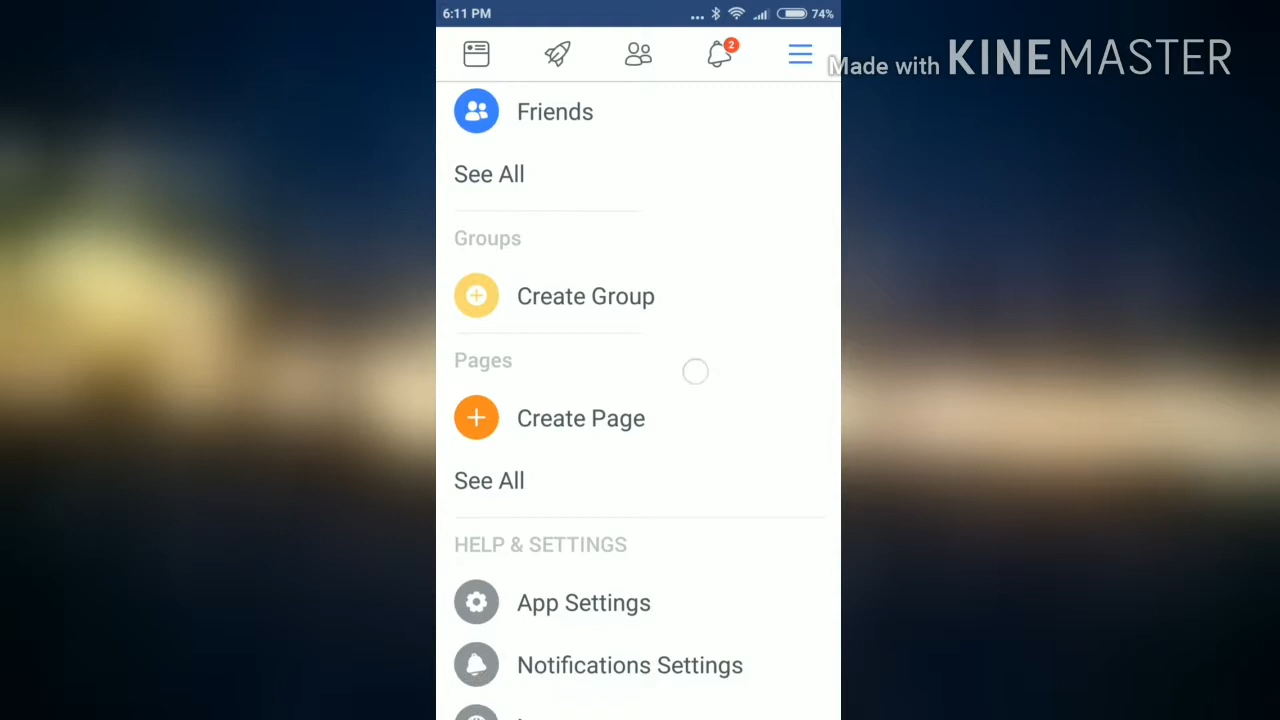 6:11 PM
74%
2
Made with KINEMASTER
Friends
See All
Groups
Create Group
Pages
Create Page
See All
HELP & SETTINGS
App Settings
Notifications Settings